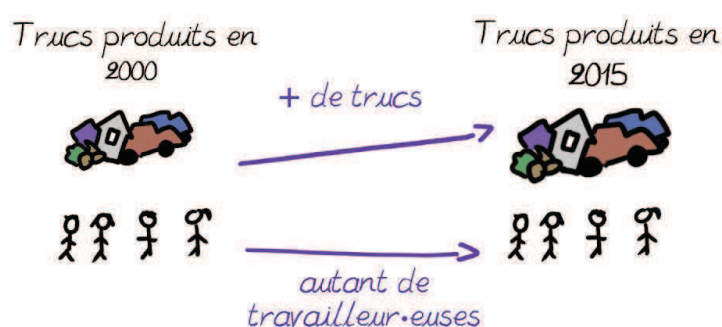 Trucs produits en
2000
+ de trucs
Trucs produits en
2015
autant de
travailleur•euses